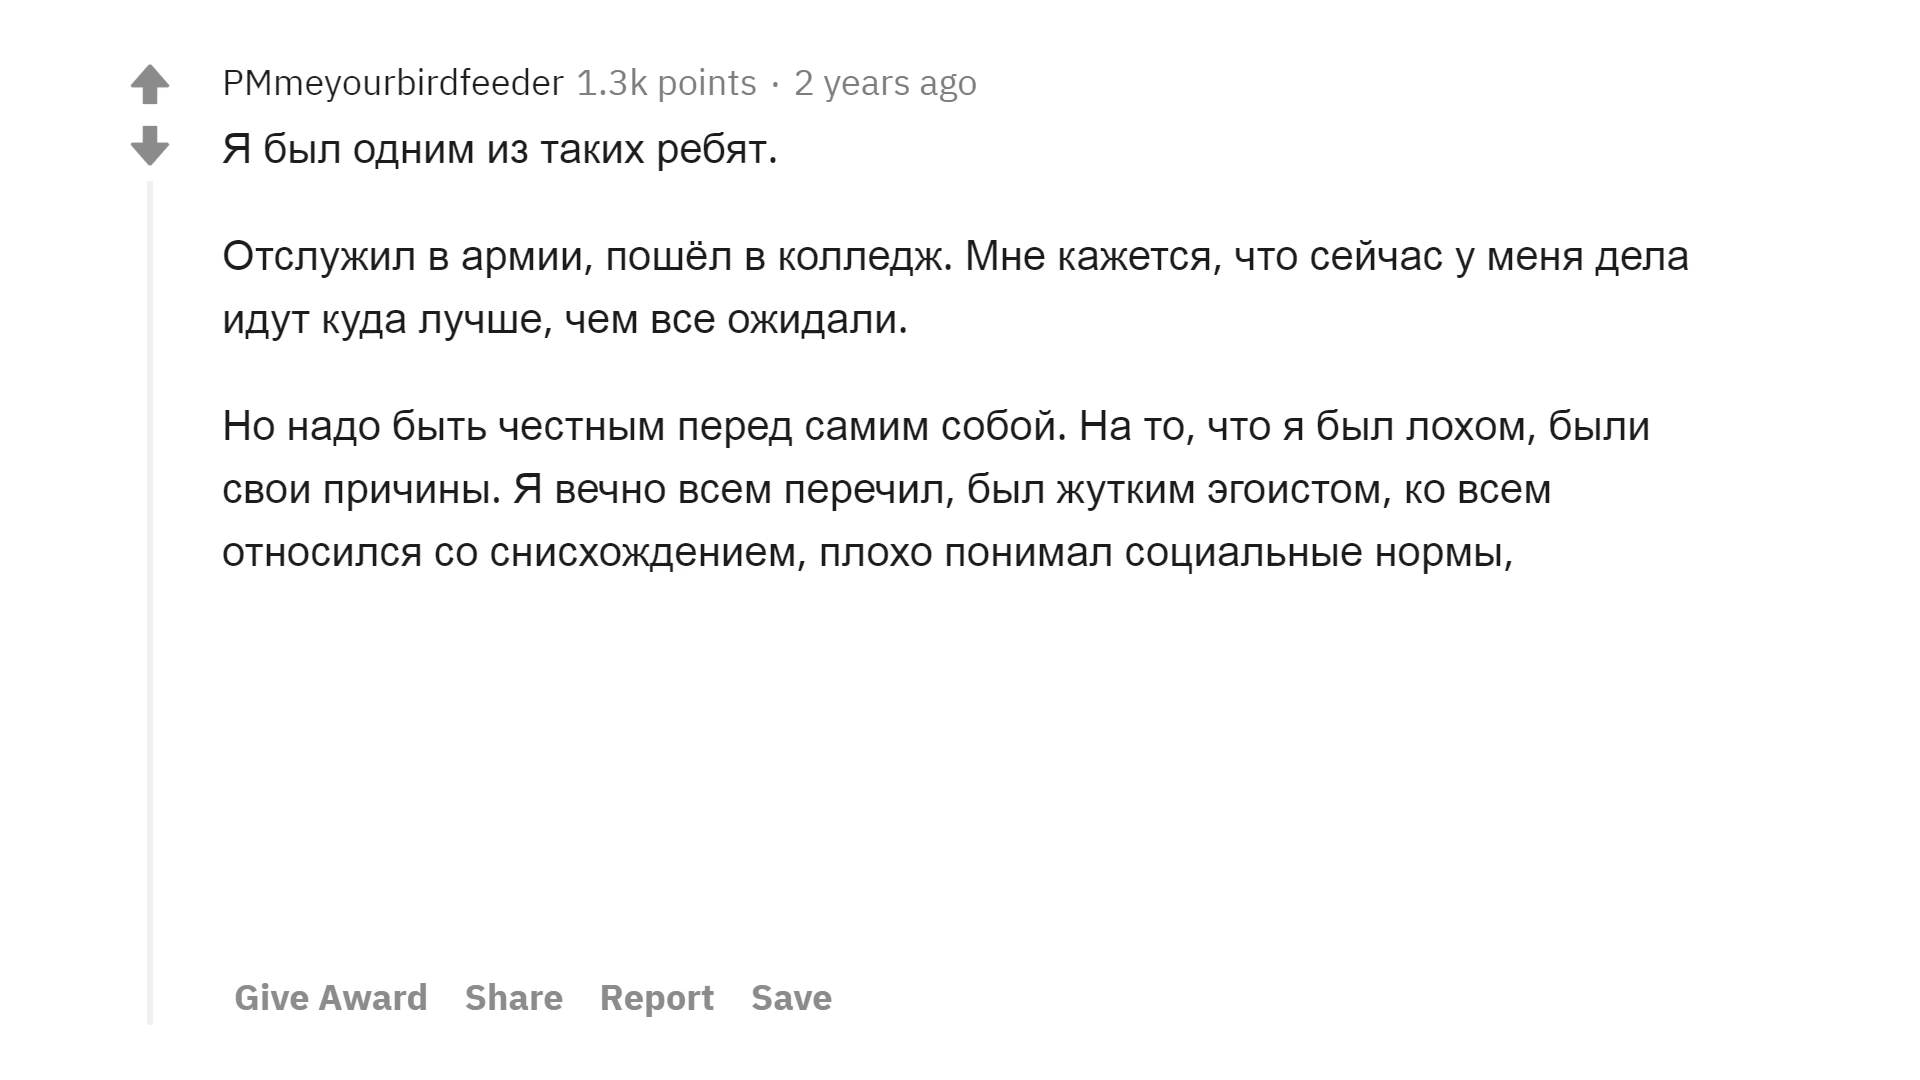 PMmeyourbirdfeeder 1.3k points · 2 years ago
Я был одним из таких ребят.
Отслужил в армии, пошёл в колледж. Мне кажется, что сейчас у меня дела
идут куда лучше, чем все ожидали.
Но надо быть честным перед самим собой. На то, что я был лохом, были
свои причины. Я вечно всем перечил, был жутким эгоистом, ко всем
относился со снисхождением, плохо понимал социальные нормы,
Give Award Share Report Save